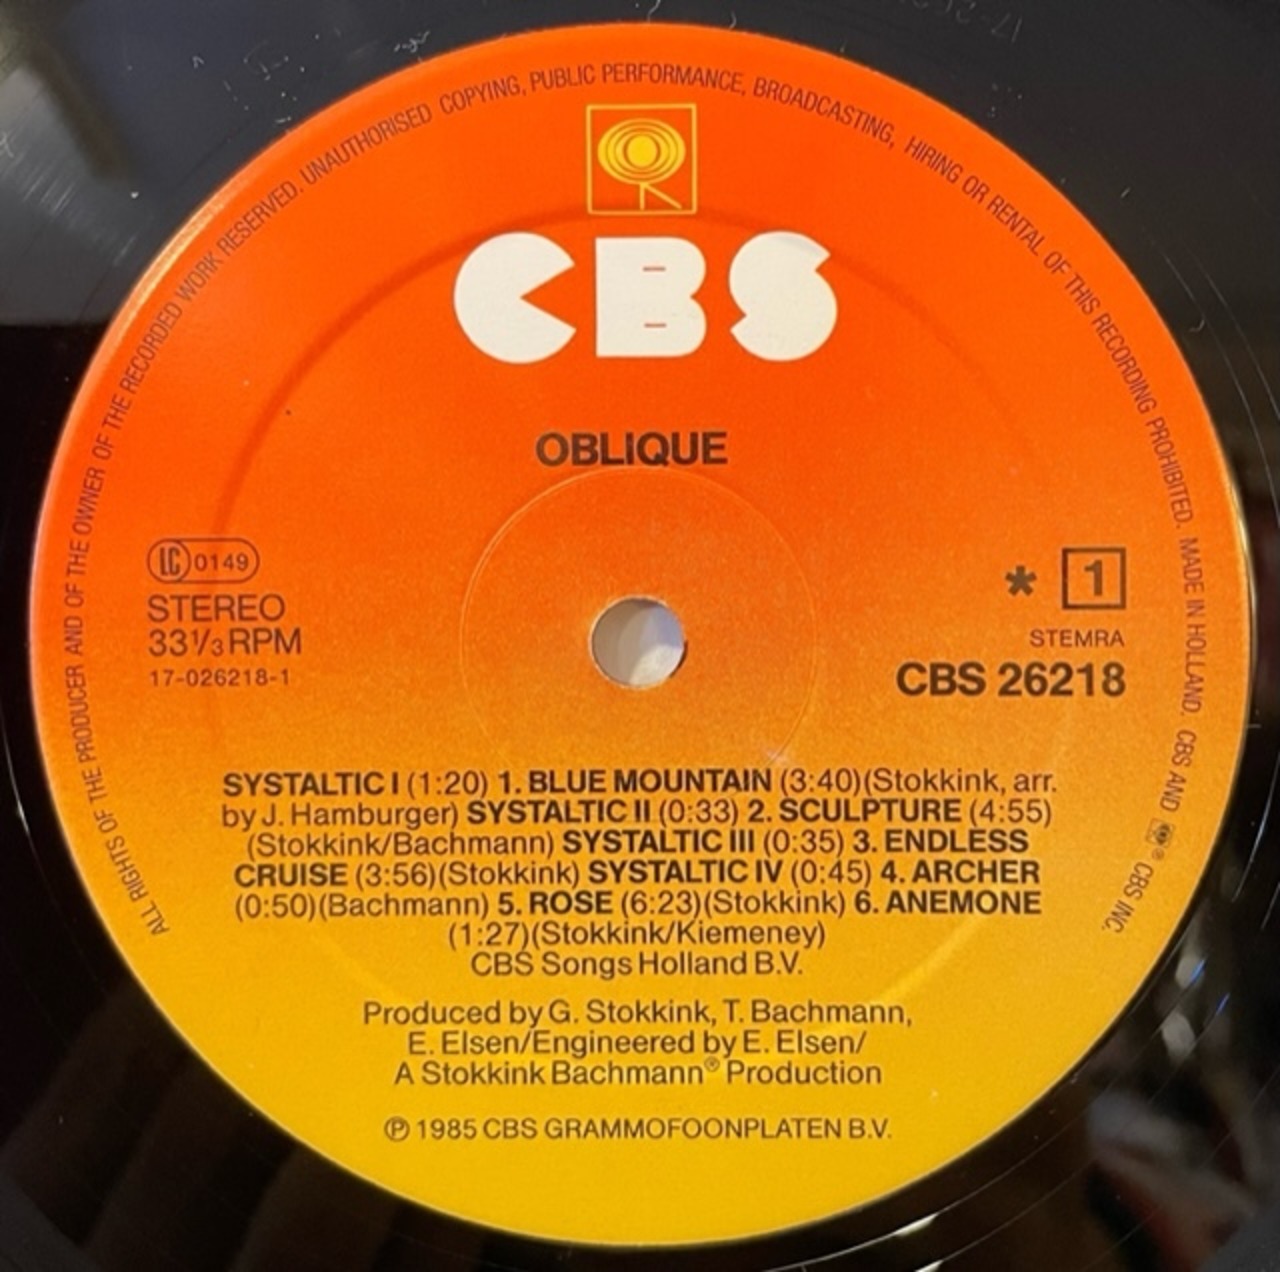 ALL RIGHTS OF THE PRODUCER AND OF THE OWNER OF THE RECORDED WORK RESERVED. UNAUTHORISED COPYING, PUBLIC PERFORMANCE, BROADCASTING, HIRING OR RENTAL OF THIS RECORDING PROHIBITED. MADE IN HOLLAND. CBS AND ® CBS INC.
CBS
OBLIQUE
LC 0149
STEREO
33⅓ RPM
17-026218-1
* 1
STEMRA
CBS 26218
SYSTALTIC I (1:20) 1. BLUE MOUNTAIN (3:40)(Stokkink, arr.
by J. Hamburger) SYSTALTIC II (0:33) 2. SCULPTURE (4:55)
(Stokkink/Bachmann) SYSTALTIC III (0:35) 3. ENDLESS
CRUISE (3:56)(Stokkink) SYSTALTIC IV (0:45) 4. ARCHER
(0:50)(Bachmann) 5. ROSE (6:23)(Stokkink) 6. ANEMONE
(1:27)(Stokkink/Kiemeney)
CBS Songs Holland B.V.
Produced by G. Stokkink, T. Bachmann,
E. Elsen/Engineered by E. Elsen/
A Stokkink Bachmann® Production
℗ 1985 CBS GRAMMOFOONPLATEN B.V.